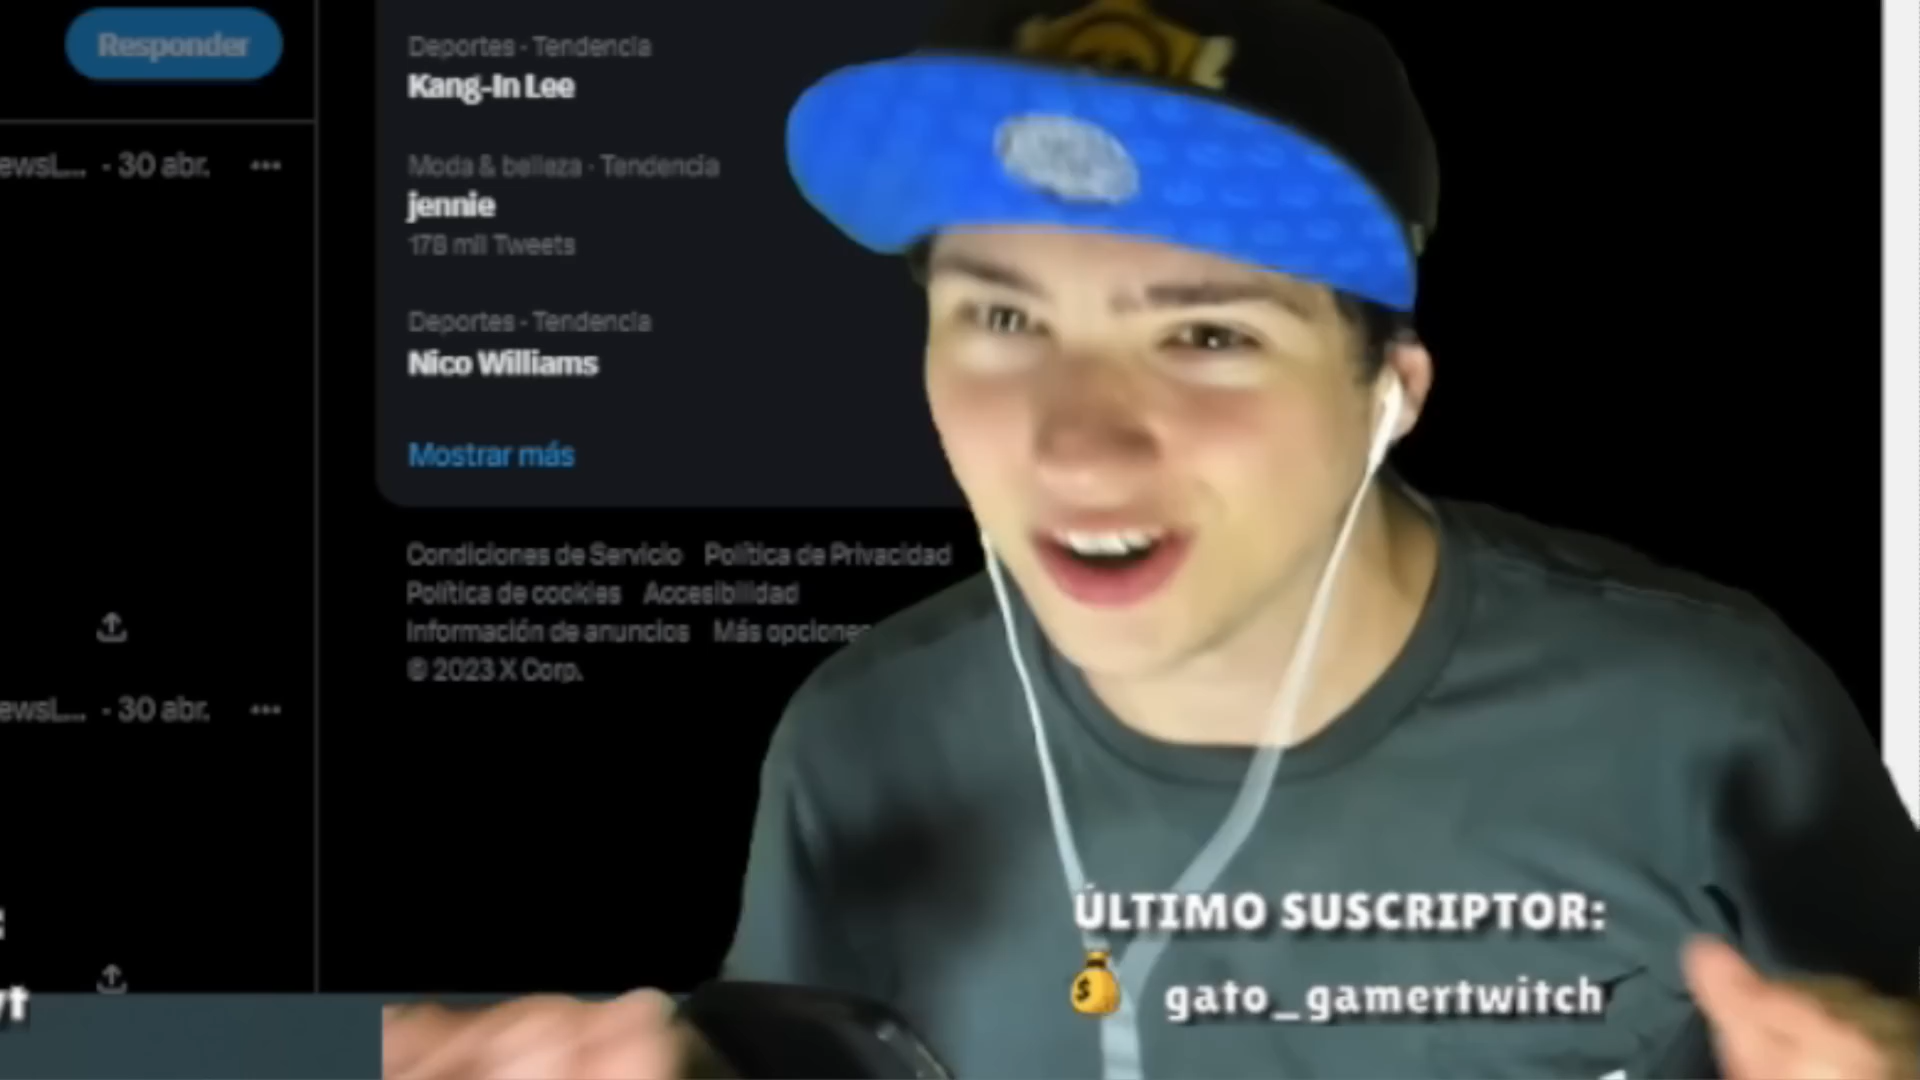 Responder
Deportes · Tendencia
Kang-In Lee
ewsL... · 30 abr.
Moda & belleza · Tendencia
jennie
178 mil Tweets
Deportes · Tendencia
Nico Williams
Mostrar más
Condiciones de Servicio Política de Privacidad
Política de cookies Accesibilidad
Información de anuncios Más opciones
© 2023 X Corp.
ewsL... · 30 abr.
ÚLTIMO SUSCRIPTOR:
gato_gamertwitch